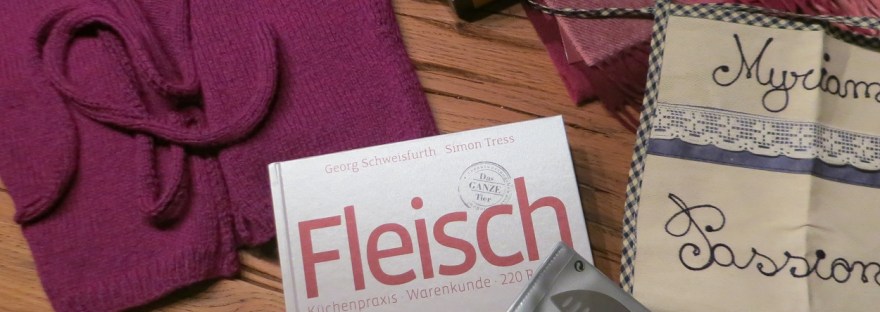 Georg Schweisfurth Simon Tress
Das
GANZE
Tier
Fleisch
Küchenpraxis · Warenkunde · 220 R
Myriam
Passion